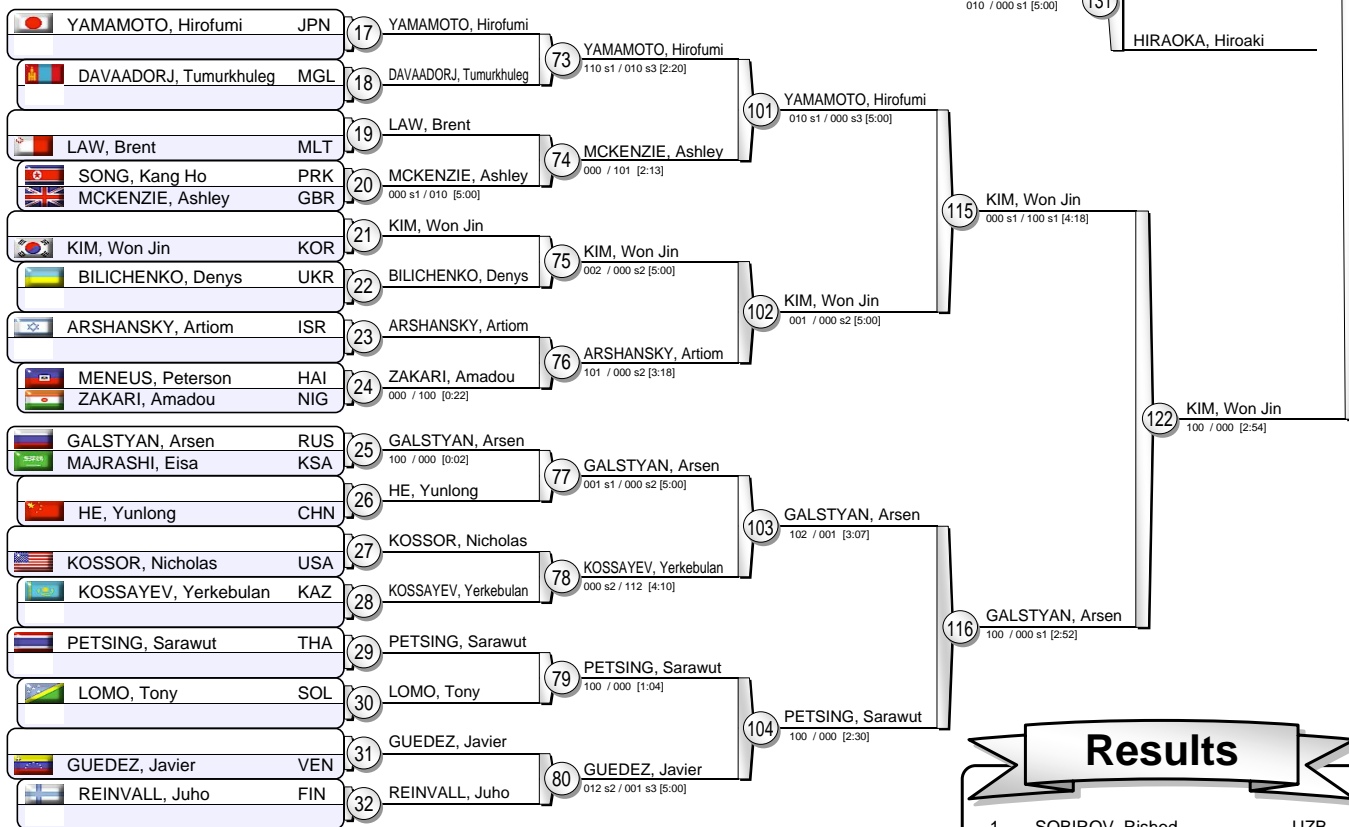 010 / 000 s1 [5:00]
131
HIRAOKA, Hiroaki
YAMAMOTO, Hirofumi JPN
17
DAVAADORJ, Tumurkhuleg MGL
18
LAW, Brent MLT
19
SONG, Kang Ho PRK
MCKENZIE, Ashley GBR
20
KIM, Won Jin KOR
21
BILICHENKO, Denys UKR
22
ARSHANSKY, Artiom ISR
23
MENEUS, Peterson HAI
ZAKARI, Amadou NIG
24
GALSTYAN, Arsen RUS
MAJRASHI, Eisa KSA
25
HE, Yunlong CHN
26
KOSSOR, Nicholas USA
27
KOSSAYEV, Yerkebulan KAZ
28
PETSING, Sarawut THA
29
LOMO, Tony SOL
30
GUEDEZ, Javier VEN
31
REINVALL, Juho FIN
32
YAMAMOTO, Hirofumi
DAVAADORJ, Tumurkhuleg
LAW, Brent
MCKENZIE, Ashley
000 s1 / 010 [5:00]
KIM, Won Jin
BILICHENKO, Denys
ARSHANSKY, Artiom
ZAKARI, Amadou
000 / 100 [0:22]
GALSTYAN, Arsen
100 / 000 [0:02]
HE, Yunlong
KOSSOR, Nicholas
KOSSAYEV, Yerkebulan
PETSING, Sarawut
LOMO, Tony
GUEDEZ, Javier
REINVALL, Juho
73
YAMAMOTO, Hirofumi
110 s1 / 010 s3 [2:20]
74
MCKENZIE, Ashley
000 / 101 [2:13]
75
KIM, Won Jin
002 / 000 s2 [5:00]
76
ARSHANSKY, Artiom
101 / 000 s2 [3:18]
77
GALSTYAN, Arsen
001 s1 / 000 s2 [5:00]
78
KOSSAYEV, Yerkebulan
000 s2 / 112 [4:10]
79
PETSING, Sarawut
100 / 000 [1:04]
80
GUEDEZ, Javier
012 s2 / 001 s3 [5:00]
101
YAMAMOTO, Hirofumi
010 s1 / 000 s3 [5:00]
102
KIM, Won Jin
001 / 000 s2 [5:00]
103
GALSTYAN, Arsen
102 / 001 [3:07]
104
PETSING, Sarawut
100 / 000 [2:30]
115
KIM, Won Jin
000 s1 / 100 s1 [4:18]
116
GALSTYAN, Arsen
100 / 000 s1 [2:52]
122
KIM, Won Jin
100 / 000 [2:54]
Results
1 SOBIROV, Rishod UZB